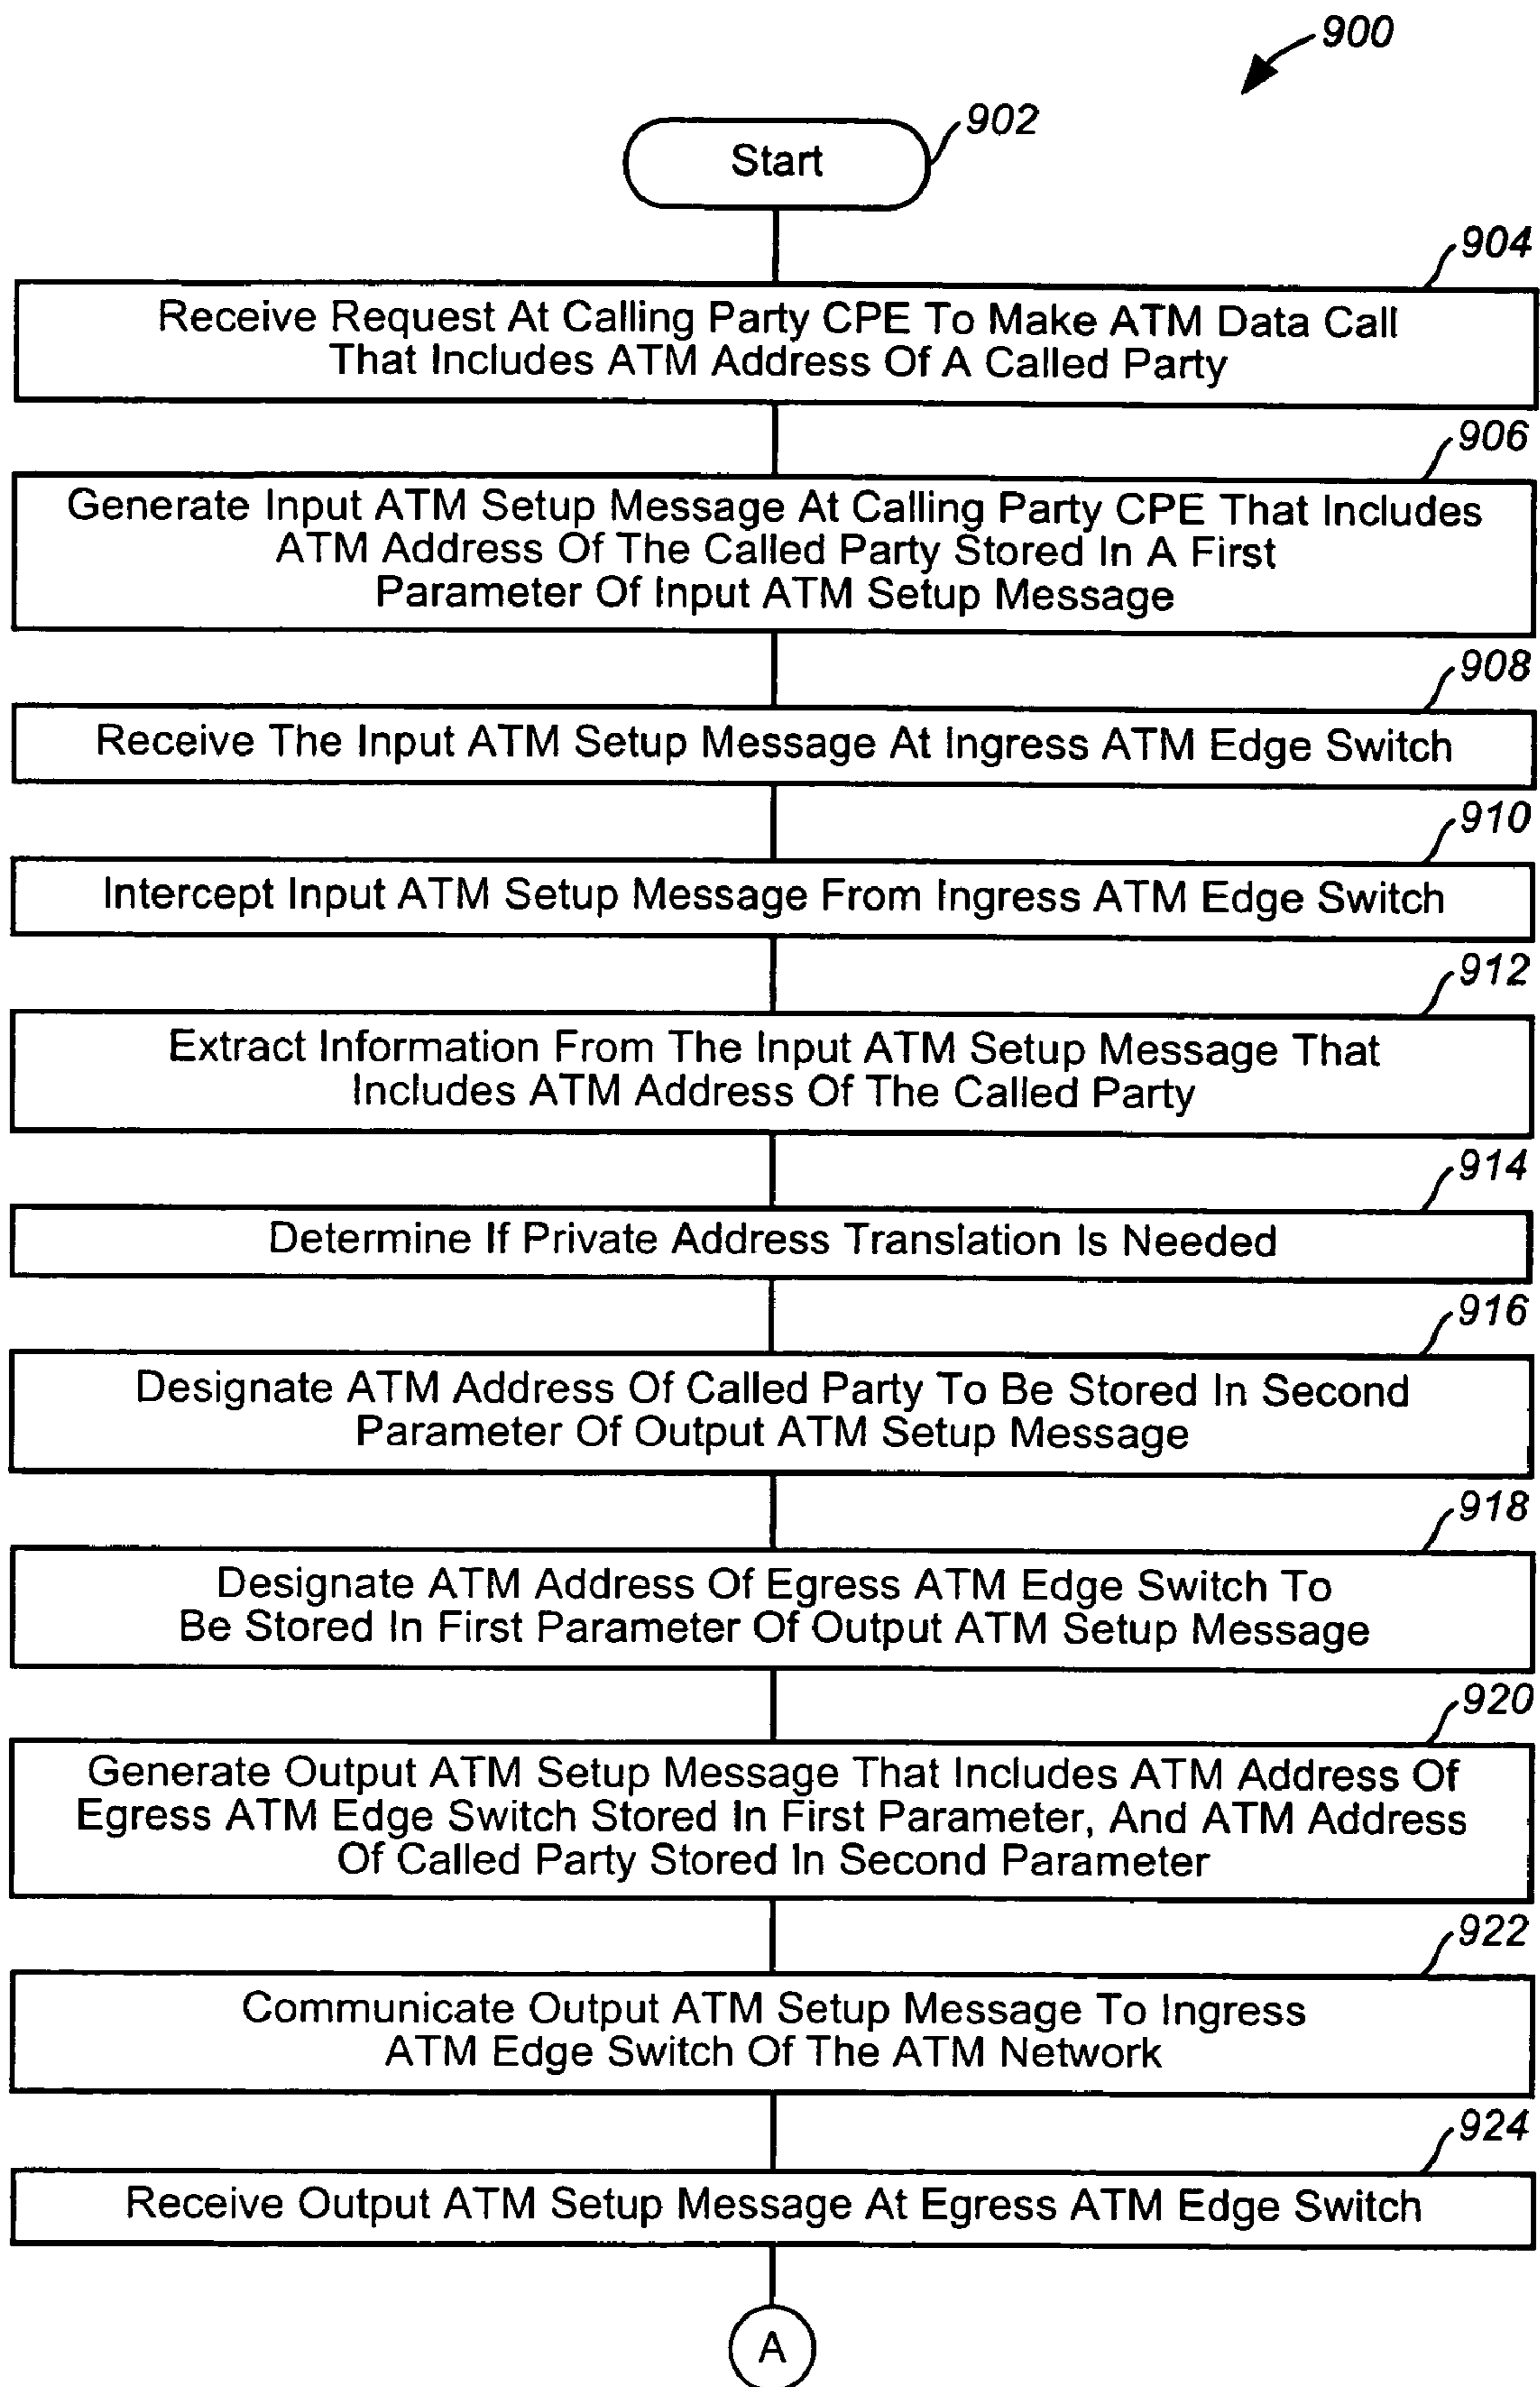 900
Start
902
904
Receive Request At Calling Party CPE To Make ATM Data Call
That Includes ATM Address Of A Called Party
906
Generate Input ATM Setup Message At Calling Party CPE That Includes
ATM Address Of The Called Party Stored In A First
Parameter Of Input ATM Setup Message
908
Receive The Input ATM Setup Message At Ingress ATM Edge Switch
910
Intercept Input ATM Setup Message From Ingress ATM Edge Switch
912
Extract Information From The Input ATM Setup Message That
Includes ATM Address Of The Called Party
914
Determine If Private Address Translation Is Needed
916
Designate ATM Address Of Called Party To Be Stored In Second
Parameter Of Output ATM Setup Message
918
Designate ATM Address Of Egress ATM Edge Switch To
Be Stored In First Parameter Of Output ATM Setup Message
920
Generate Output ATM Setup Message That Includes ATM Address Of
Egress ATM Edge Switch Stored In First Parameter, And ATM Address
Of Called Party Stored In Second Parameter
922
Communicate Output ATM Setup Message To Ingress
ATM Edge Switch Of The ATM Network
924
Receive Output ATM Setup Message At Egress ATM Edge Switch
A